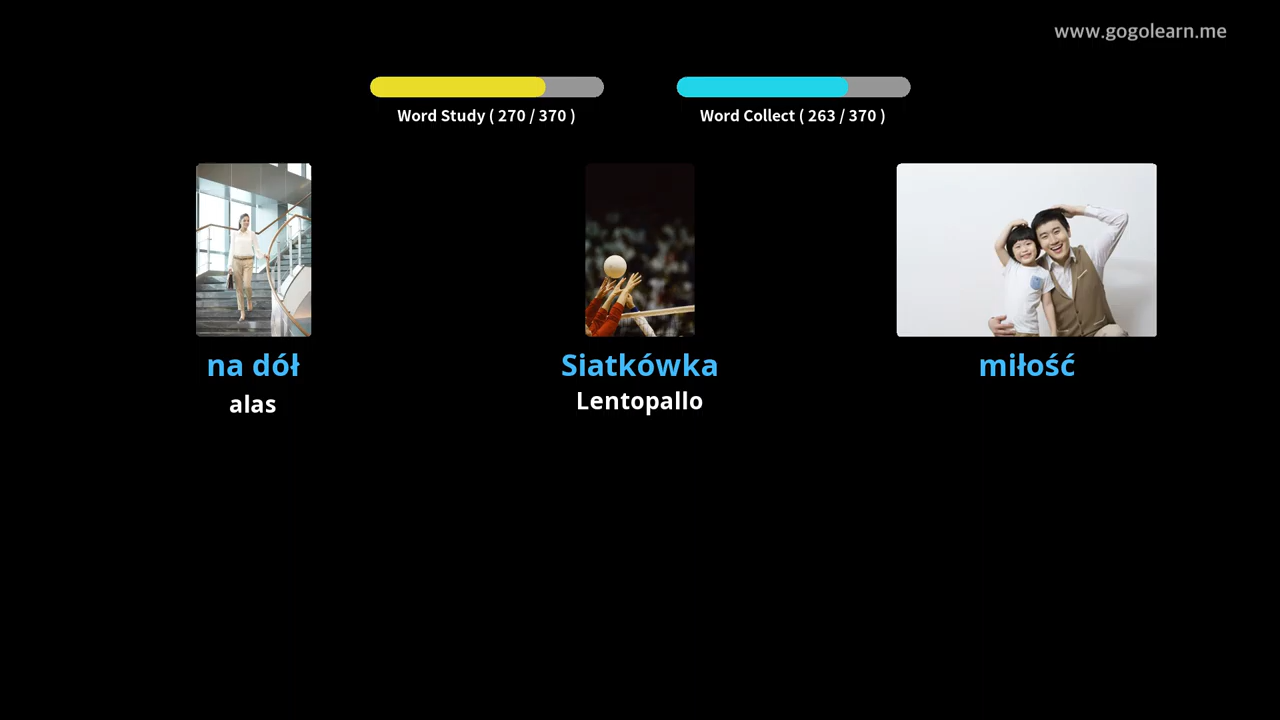 www.gogolearn.me
Word Study ( 270 / 370 )
Word Collect ( 263 / 370 )
na dół
Siatkówka
miłość
alas
Lentopallo